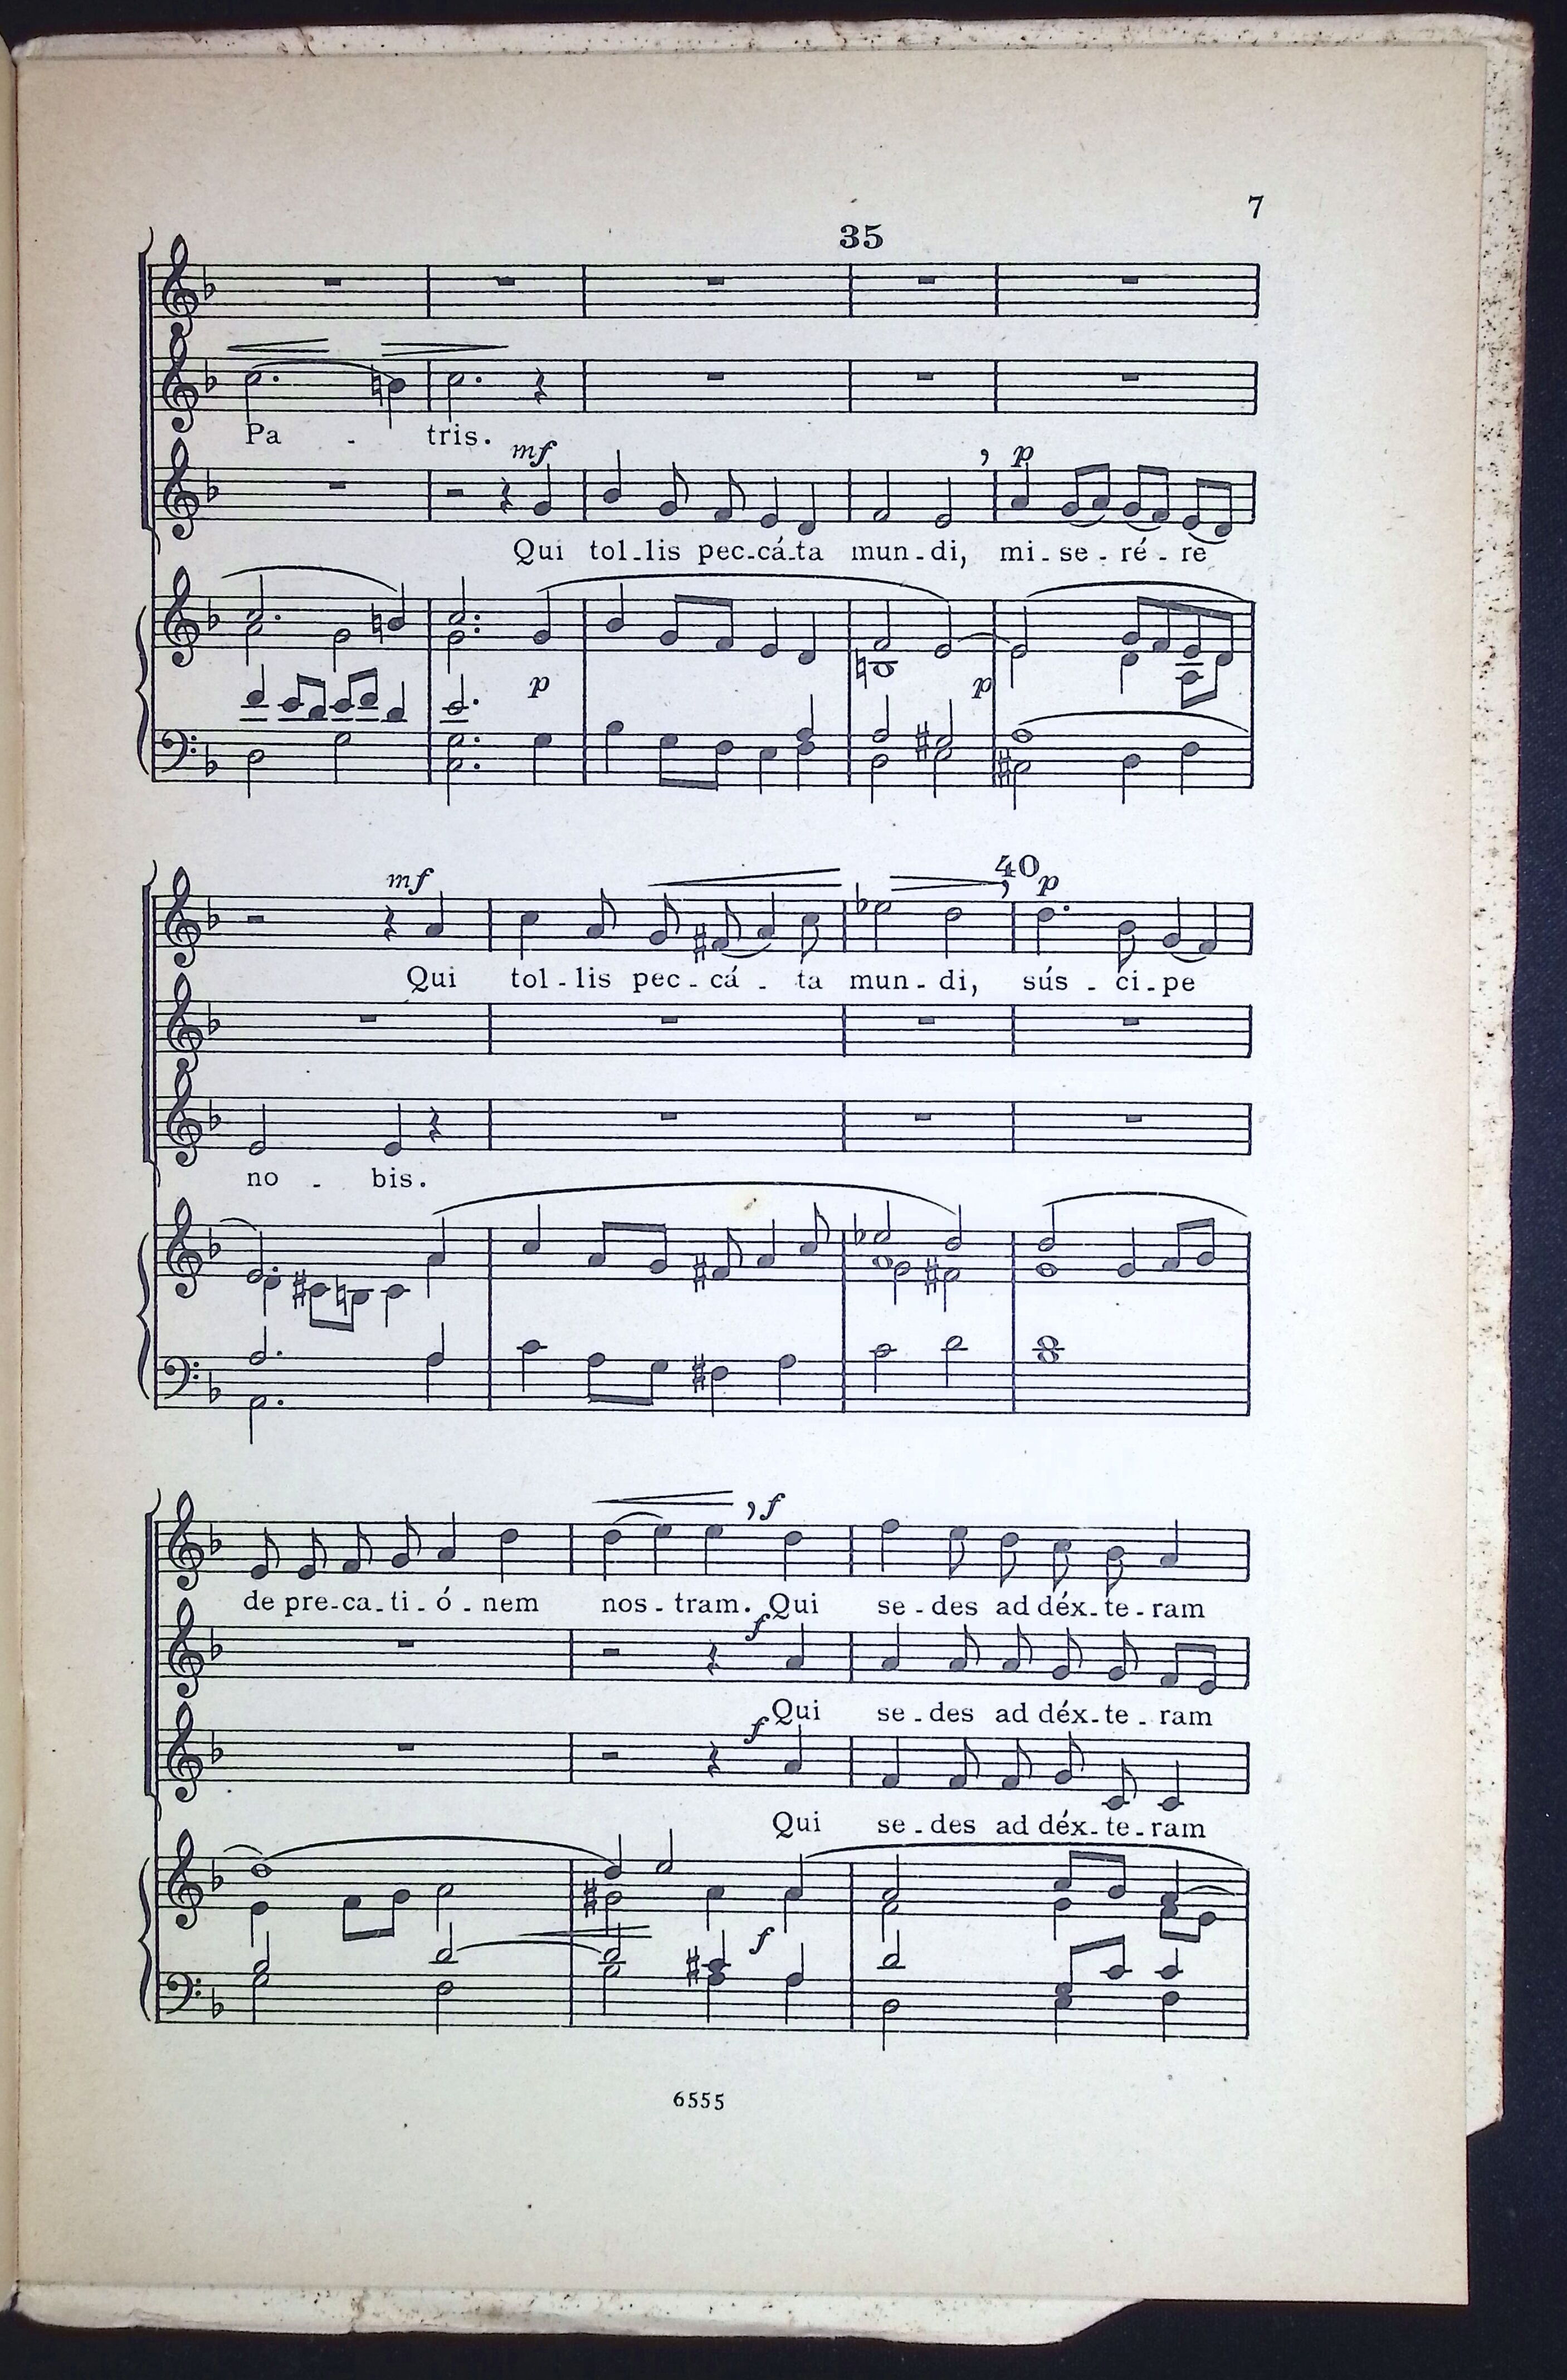 7
35
Pa - tris.
mf , p
Qui tol-lis pec-cá-ta mun-di, mi-se-ré-re
p p
mf 40 , p
Qui tol-lis pec-cá-ta mun-di, sús-ci-pe
no - bis.
, f
de pre-ca-ti-ó-nem nos-tram. Qui se-des ad déx-te-ram
f
Qui se-des ad déx-te-ram
f
Qui se-des ad déx-te-ram
f
6555